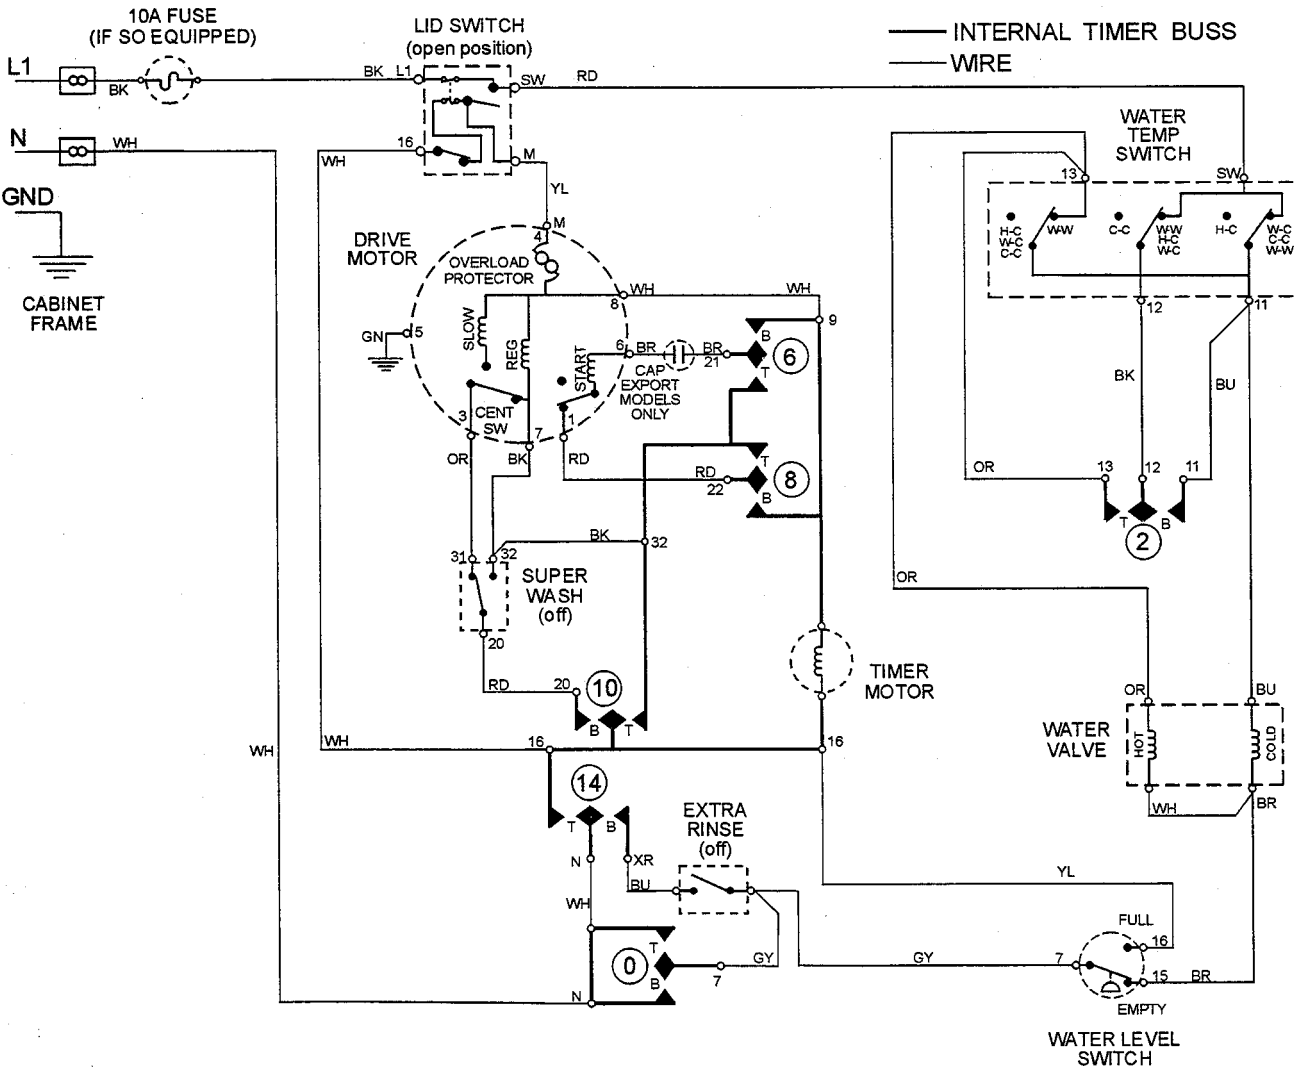 10A FUSE
(IF SO EQUIPPED)
LID SWITCH
(open position)
INTERNAL TIMER BUSS
WIRE
L1
BK
BK
L1
SW
RD
N
WH
16
WH
M
YL
WATER
TEMP
SWITCH
13
SW
GND
CABINET
FRAME
H-C
W-C
C-C
W-W
C-C
W-W
H-C
W-C
H-C
W-C
C-C
W-W
12
11
DRIVE
MOTOR
M
4
OVERLOAD
PROTECTOR
8
WH
WH
9
GN
5
SLOW
REG
START
6
BR
BR
21
B
T
6
CAP
EXPORT
MODELS
ONLY
3
CENT
SW
7
1
OR
BK
RD
RD
22
T
B
8
BK
BU
OR
13
12
11
T
B
2
31
32
BK
32
SUPER
WASH
(off)
20
RD
20
10
B
T
OR
TIMER
MOTOR
WH
WH
16
16
14
T
B
N
XR
BU
WH
EXTRA
RINSE
(off)
OR
BU
WATER
VALVE
HOT
COLD
WH
BR
YL
FULL
16
7
15
BR
EMPTY
WATER LEVEL
SWITCH
0
T
B
N
7
GY
GY